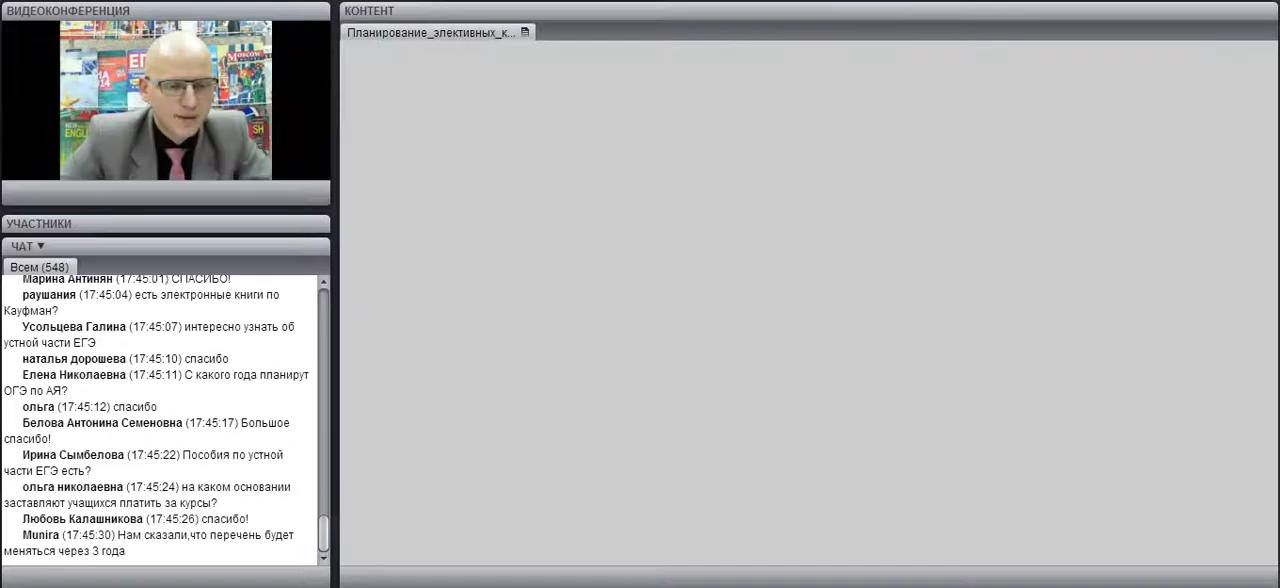 ВИДЕОКОНФЕРЕНЦИЯ
MOSCOW
SH
УЧАСТНИКИ
ЧАТ ▼
Всем (548)
Марина Антинян (17:45:01) СПАСИБО!
раушания (17:45:04) есть электронные книги по
Кауфман?
Усольцева Галина (17:45:07) интересно узнать об
устной части ЕГЭ
наталья дорошева (17:45:10) спасибо
Елена Николаевна (17:45:11) С какого года планирут
ОГЭ по АЯ?
ольга (17:45:12) спасибо
Белова Антонина Семеновна (17:45:17) Большое
спасибо!
Ирина Сымбелова (17:45:22) Пособия по устной
части ЕГЭ есть?
ольга николаевна (17:45:24) на каком основании
заставляют учащихся платить за курсы?
Любовь Калашникова (17:45:26) спасибо!
Munira (17:45:30) Нам сказали,что перечень будет
меняться через 3 года
КОНТЕНТ
Планирование_элективных_к...